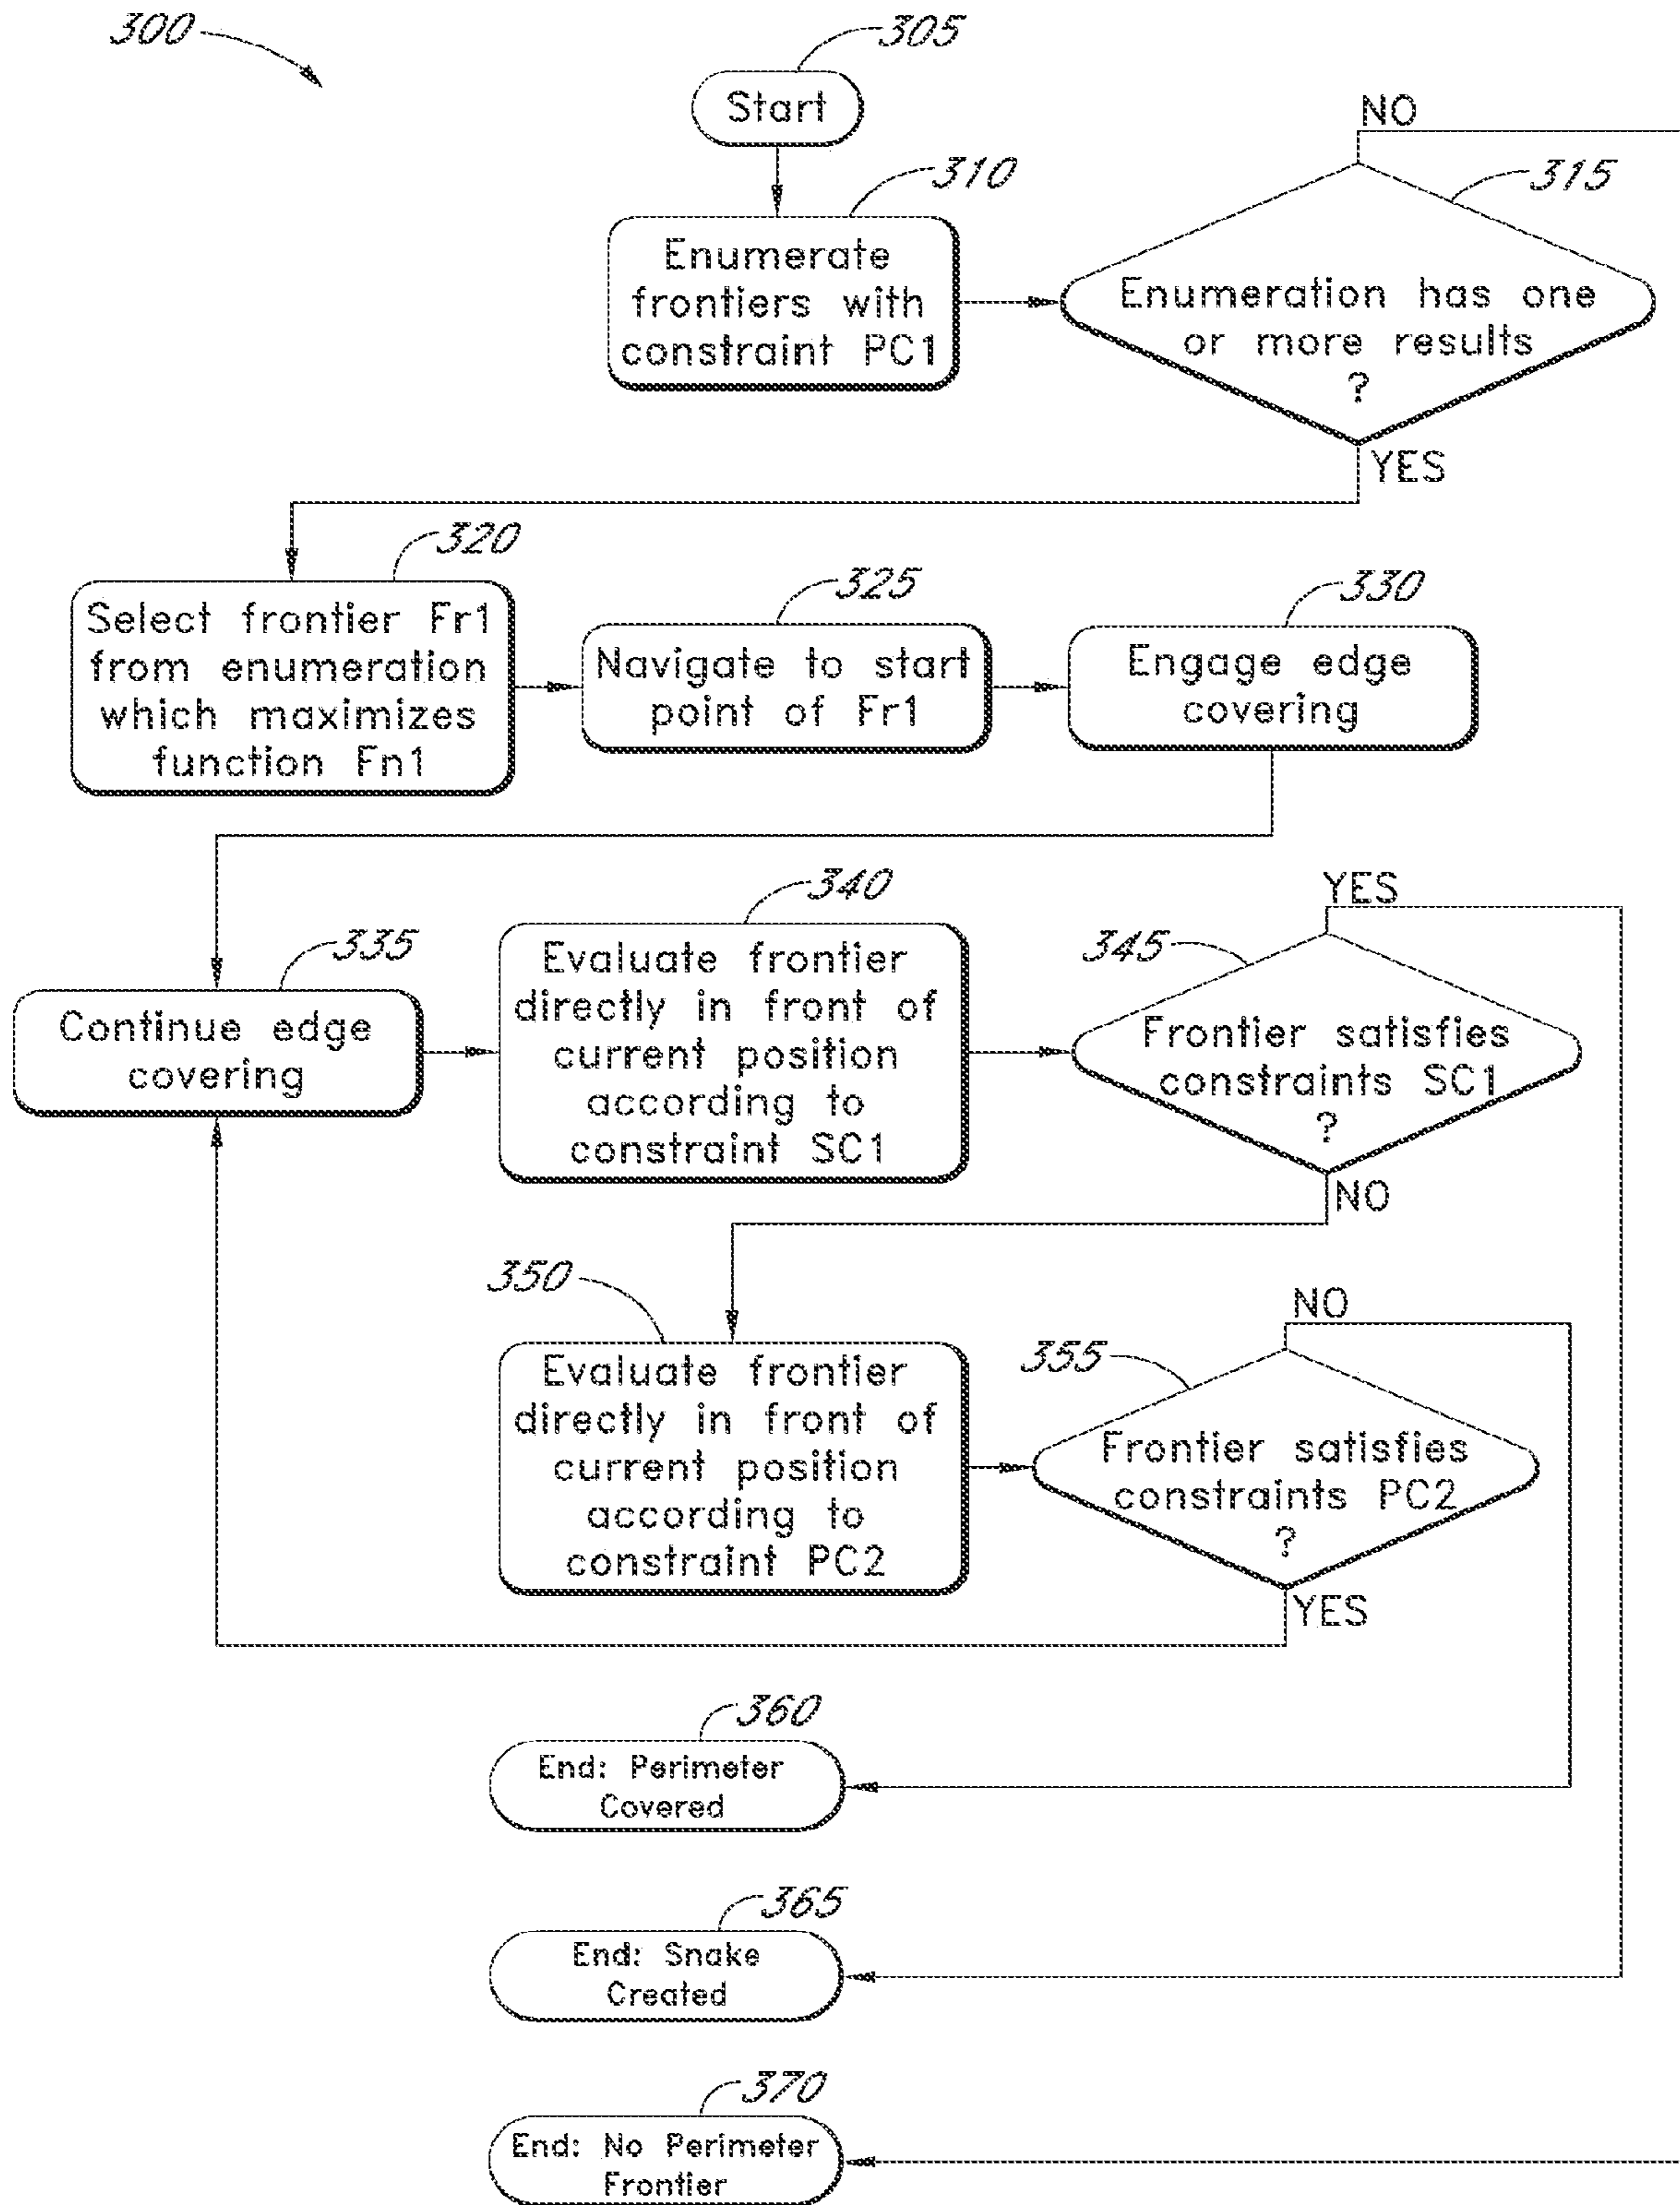 300
305
Start
NO
310
315
Enumerate
frontiers with
constraint PC1
Enumeration has one
or more results
?
YES
320
325
330
Select frontier Fr1
from enumeration
which maximizes
function Fn1
Navigate to start
point of Fr1
Engage edge
covering
335
340
YES
345
Continue edge
covering
Evaluate frontier
directly in front of
current position
according to
constraint SC1
Frontier satisfies
constraints SC1
?
NO
350
NO
355
Evaluate frontier
directly in front of
current position
according to
constraint PC2
Frontier satisfies
constraints PC2
?
YES
360
End: Perimeter
Covered
365
End: Snake
Created
370
End: No Perimeter
Frontier